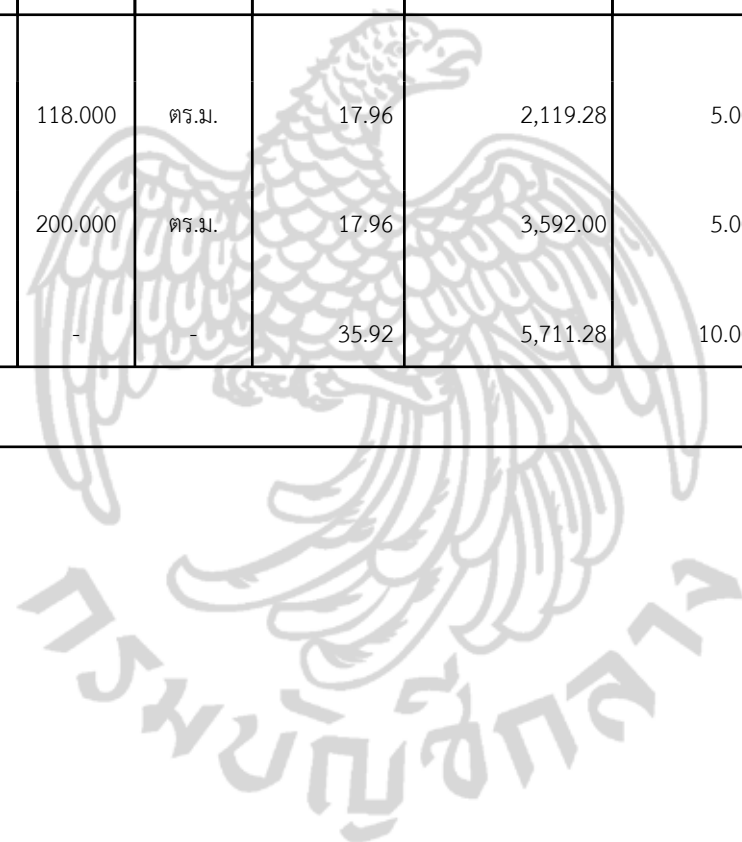 118.000 ตร.ม. 17.96 2,119.28 5.0
200.000 ตร.ม. 17.96 3,592.00 5.0
- - 35.92 5,711.28 10.0
กรมบัญชีกลาง